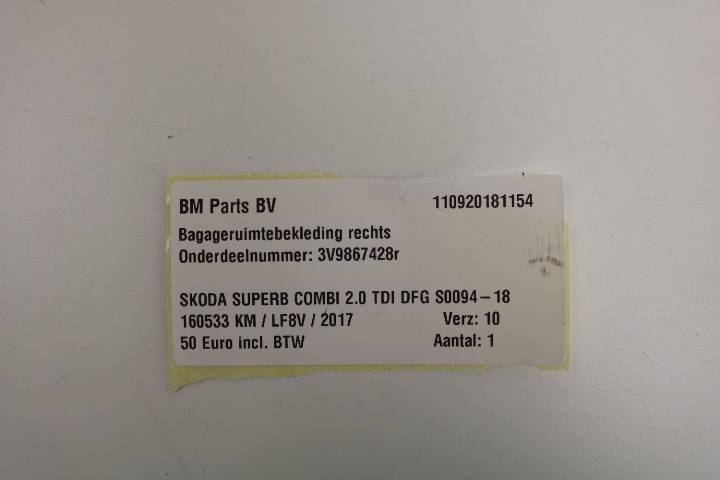 BM Parts BV 110920181154
Bagageruimtebekleding rechts
Onderdeelnummer: 3V9867428r
SKODA SUPERB COMBI 2.0 TDI DFG S0094-18
160533 KM / LF8V / 2017 Verz: 10
50 Euro incl. BTW Aantal: 1